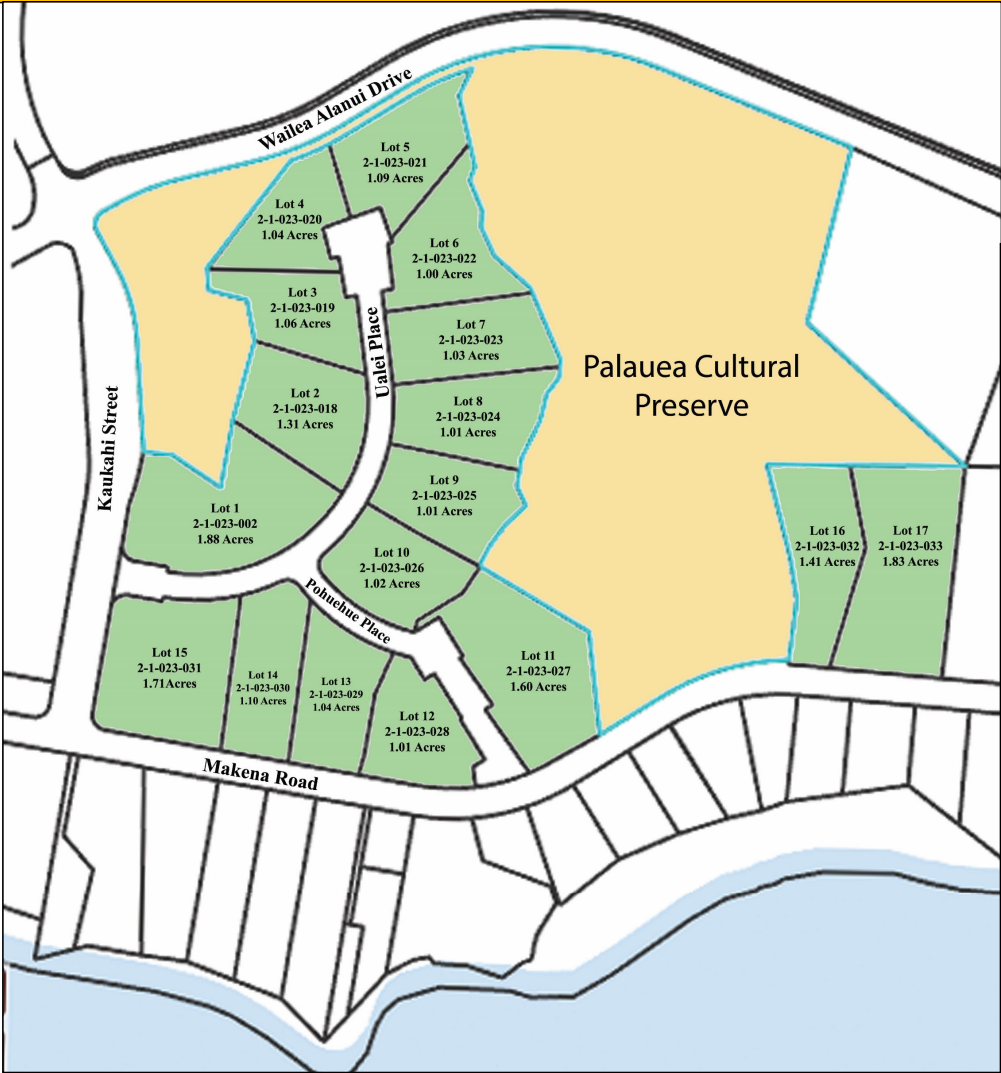 Wailea Alanui Drive
Lot 5
2-1-023-021
1.09 Acres
Lot 4
2-1-023-020
1.04 Acres
Lot 6
2-1-023-022
1.00 Acres
Lot 3
2-1-023-019
1.06 Acres
Ualei Place
Lot 7
2-1-023-023
1.03 Acres
Palauea Cultural
Preserve
Kaukahi Street
Lot 2
2-1-023-018
1.31 Acres
Lot 8
2-1-023-024
1.01 Acres
Lot 9
2-1-023-025
1.01 Acres
Lot 1
2-1-023-002
1.88 Acres
Lot 16
2-1-023-032
1.41 Acres
Lot 17
2-1-023-033
1.83 Acres
Lot 10
2-1-023-026
1.02 Acres
Pohuehue Place
Lot 15
2-1-023-031
1.71Acres
Lot 14
2-1-023-030
1.10 Acres
Lot 13
2-1-023-029
1.04 Acres
Lot 11
2-1-023-027
1.60 Acres
Lot 12
2-1-023-028
1.01 Acres
Makena Road